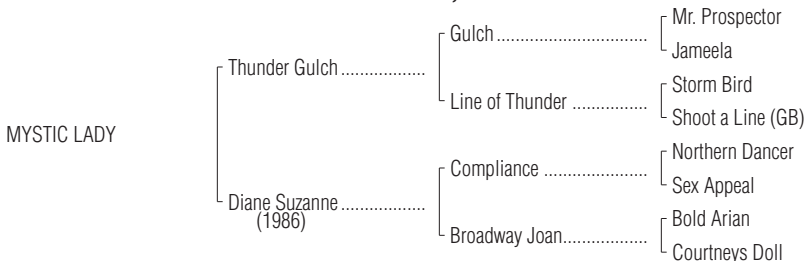 Mr. Prospector
Gulch ................................
Jameela
Thunder Gulch ..................
Storm Bird
Line of Thunder ................
Shoot a Line (GB)
MYSTIC LADY
Northern Dancer
Compliance ......................
Sex Appeal
Diane Suzanne ..................
(1986)
Bold Arian
Broadway Joan..................
Courtneys Doll